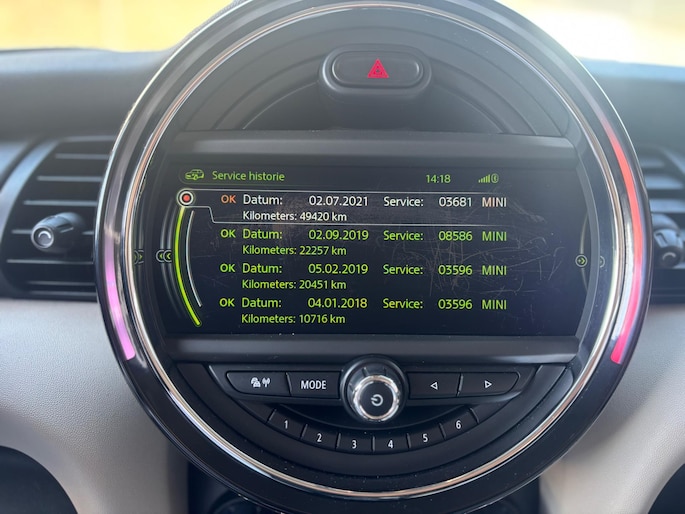 Service historie 14:18
OK Datum: 02.07.2021 Service: 03681 MINI
Kilometers: 49420 km
OK Datum: 02.09.2019 Service: 08586 MINI
Kilometers: 22257 km
OK Datum: 05.02.2019 Service: 03596 MINI
Kilometers: 20451 km
OK Datum: 04.01.2018 Service: 03596 MINI
Kilometers: 10716 km
MODE
1 2 3 4 5 6